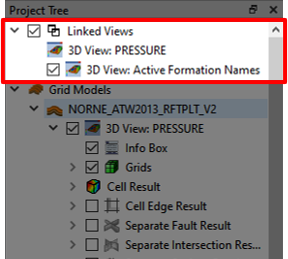 Project Tree
Linked Views
3D View: PRESSURE
3D View: Active Formation Names
Grid Models
NORNE_ATW2013_RFTPLT_V2
3D View: PRESSURE
Info Box
Grids
Cell Result
Cell Edge Result
Separate Fault Result
Separate Intersection Res...